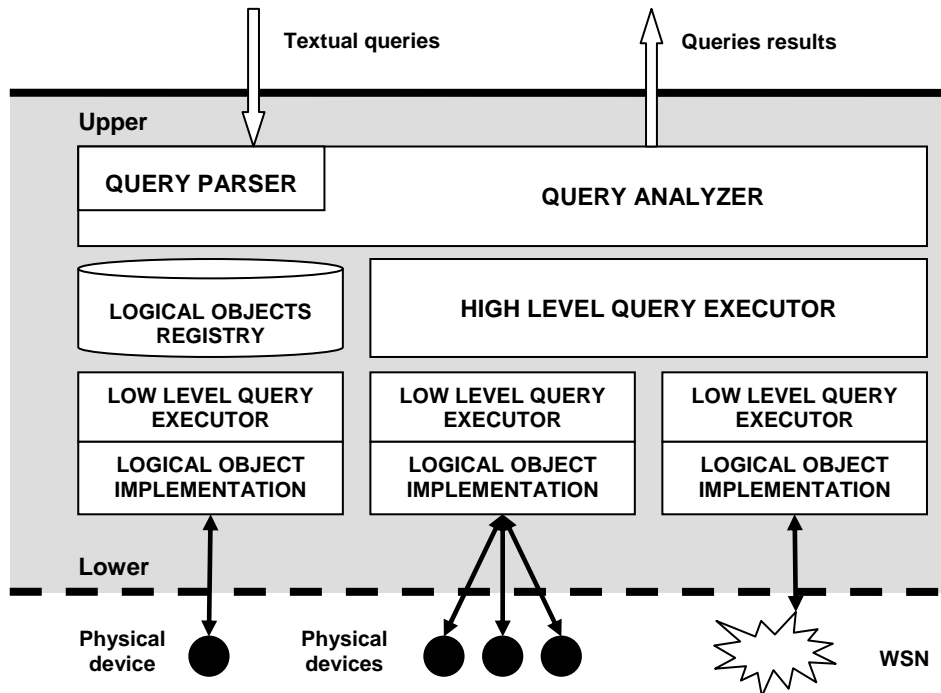 Textual queries
Queries results
Upper
QUERY PARSER
QUERY ANALYZER
LOGICAL OBJECTS
REGISTRY
HIGH LEVEL QUERY EXECUTOR
LOW LEVEL QUERY
EXECUTOR
LOGICAL OBJECT
IMPLEMENTATION
LOW LEVEL QUERY
EXECUTOR
LOGICAL OBJECT
IMPLEMENTATION
LOW LEVEL QUERY
EXECUTOR
LOGICAL OBJECT
IMPLEMENTATION
Lower
Physical
device
Physical
devices
WSN